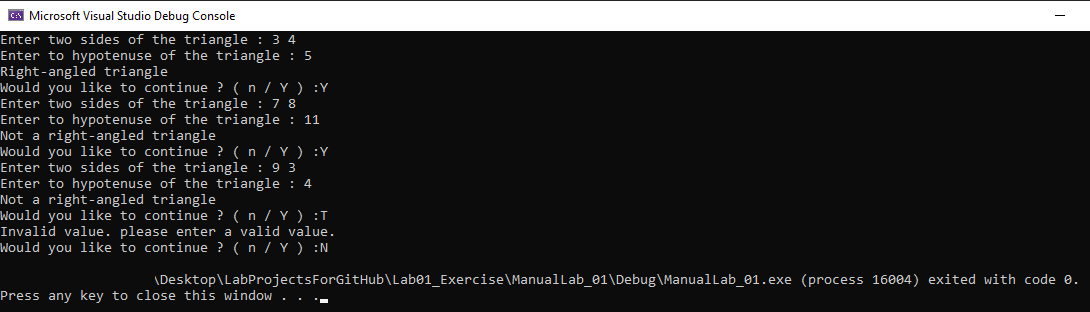 Microsoft Visual Studio Debug Console
Enter two sides of the triangle : 3 4
Enter to hypotenuse of the triangle : 5
Right-angled triangle
Would you like to continue ? ( n / Y ) :Y
Enter two sides of the triangle : 7 8
Enter to hypotenuse of the triangle : 11
Not a right-angled triangle
Would you like to continue ? ( n / Y ) :Y
Enter two sides of the triangle : 9 3
Enter to hypotenuse of the triangle : 4
Not a right-angled triangle
Would you like to continue ? ( n / Y ) :T
Invalid value. please enter a valid value.
Would you like to continue ? ( n / Y ) :N
\Desktop\LabProjectsForGitHub\Lab01_Exercise\ManualLab_01\Debug\ManualLab_01.exe (process 16004) exited with code 0.
Press any key to close this window . . .